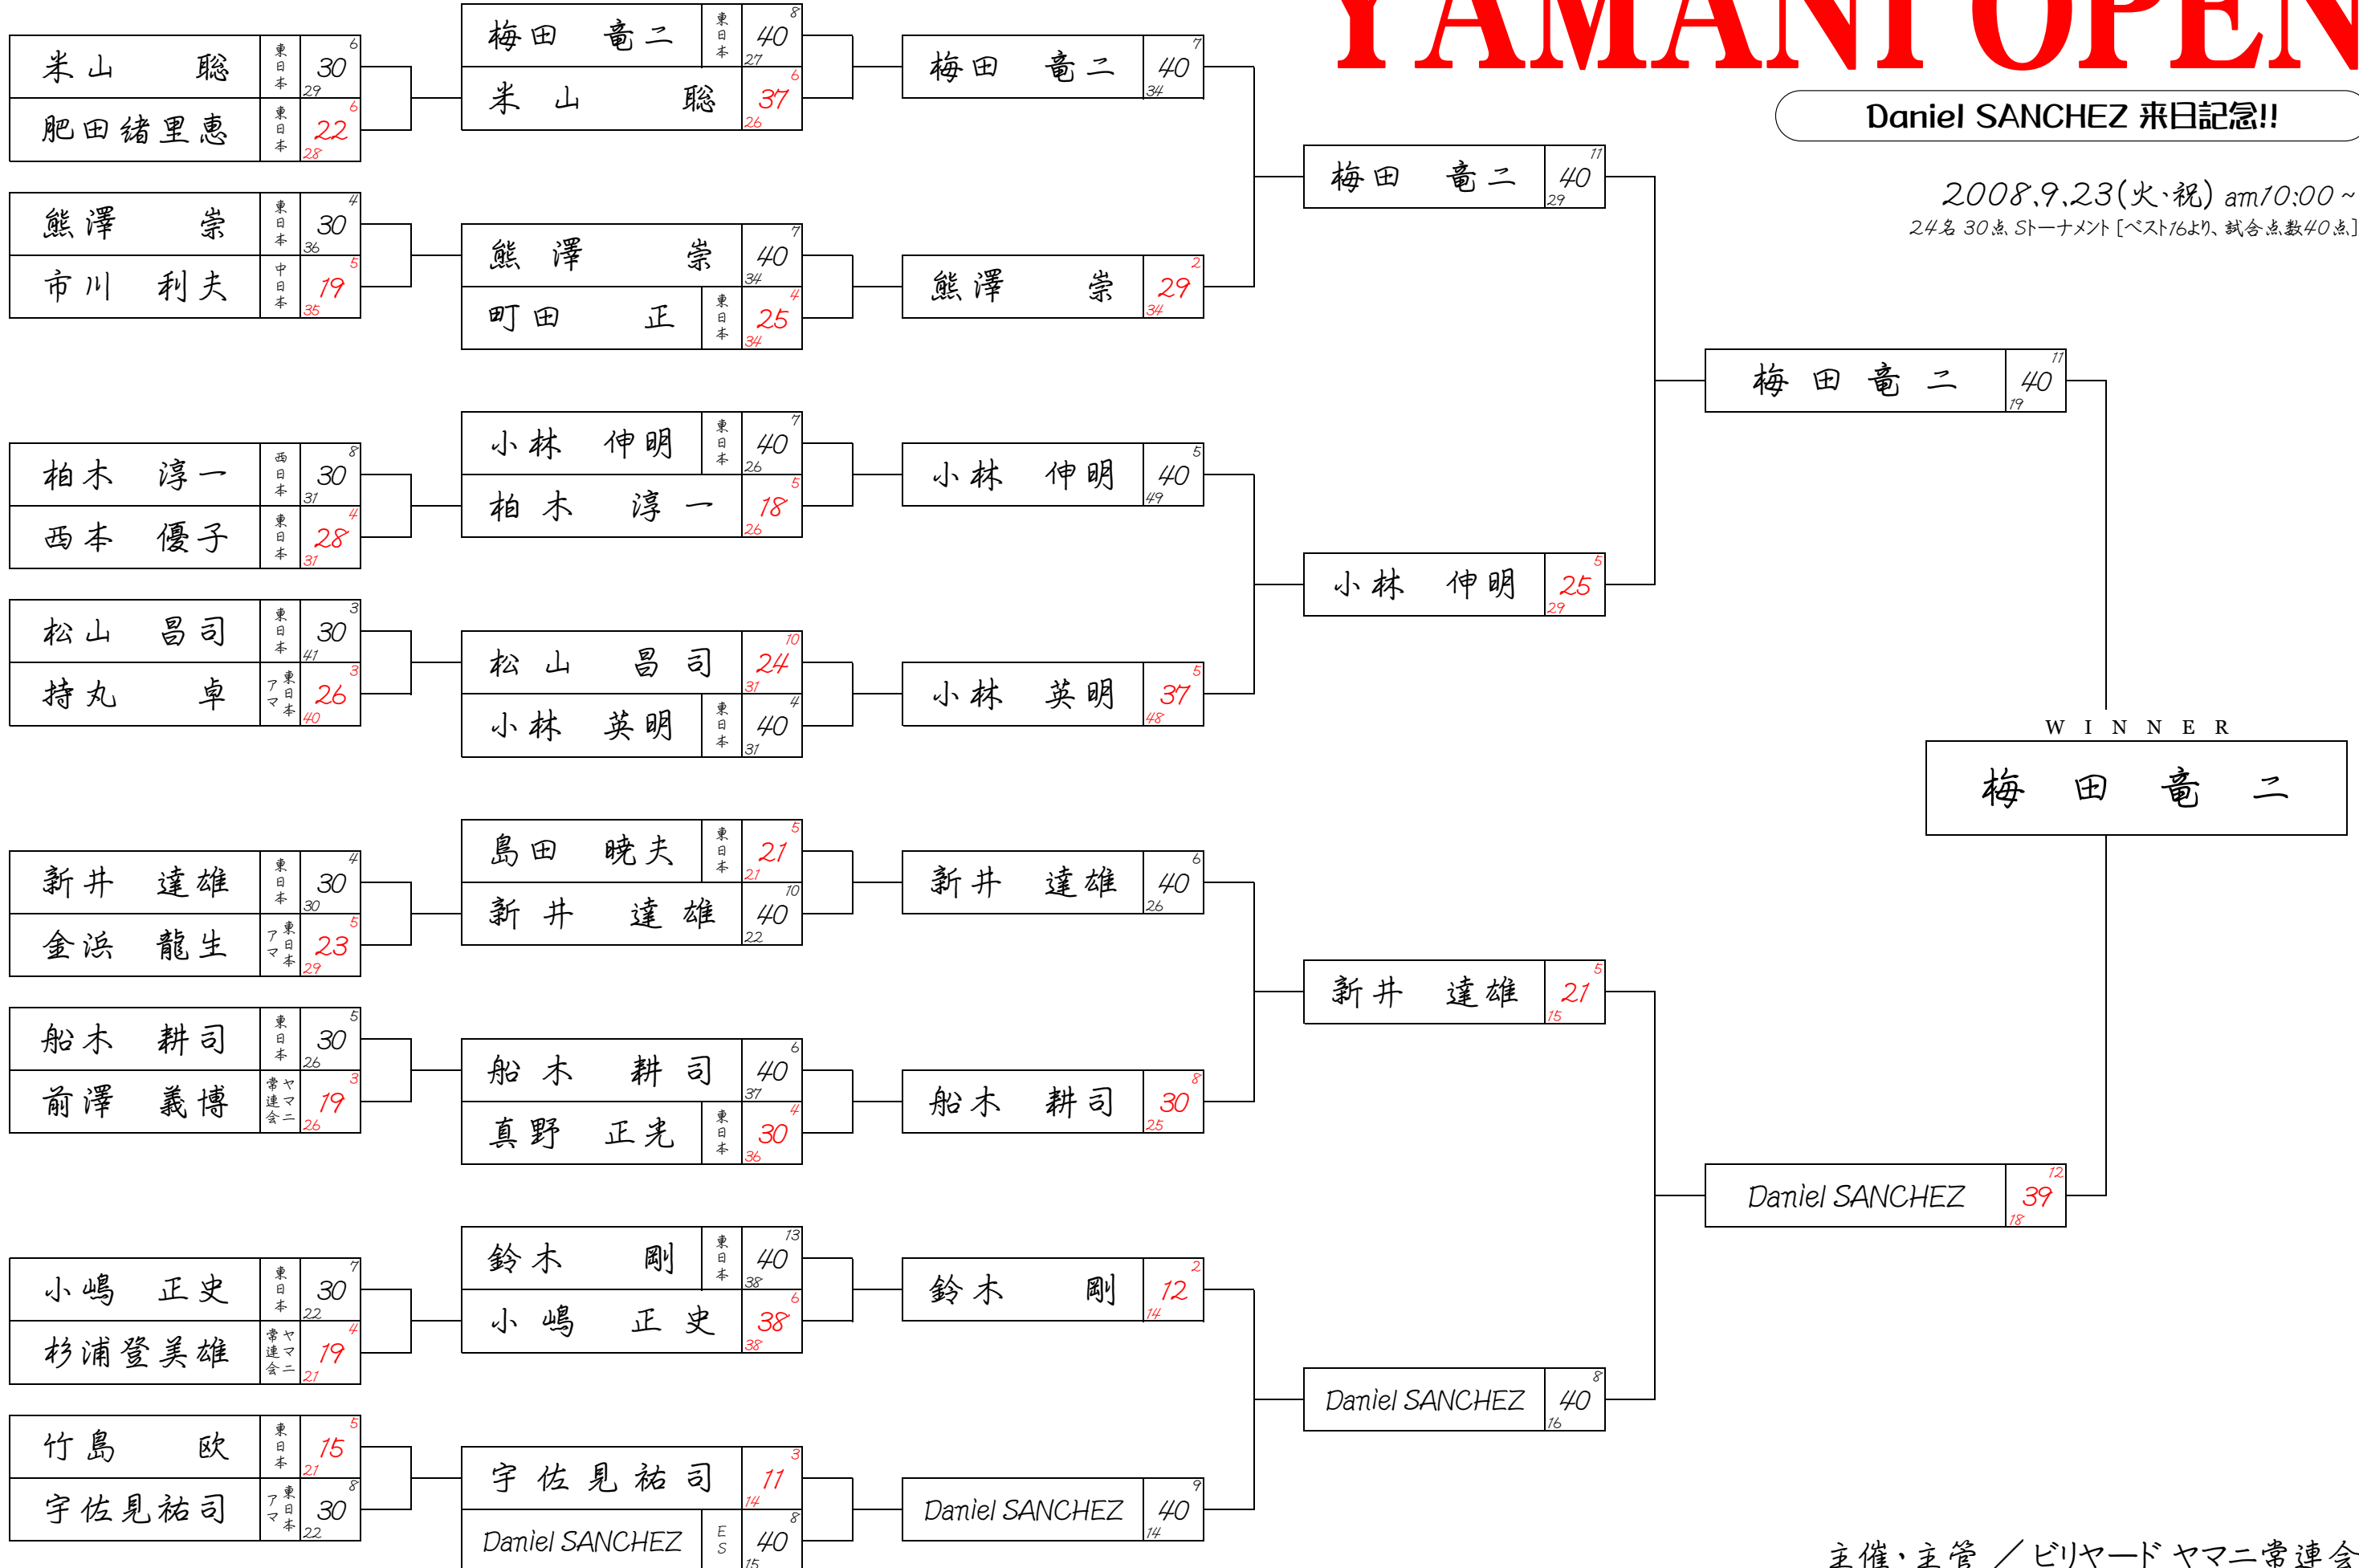 YAMANI OPEN
Daniel SANCHEZ 来日記念!!
2008.9.23(火・祝) am10:00~
24名 30点 Sトーナメント [ベスト16より、試合点数40点]
米山 聡 東日本 6 30 29
肥田緒里恵 東日本 6 22 28
熊澤 崇 東日本 4 30 36
市川 利夫 中日本 5 19 35
柏木 淳一 西日本 8 30 31
西本 優子 東日本 4 28 31
松山 昌司 東日本 3 30 41
持丸 卓 東日本アマ 3 26 40
新井 達雄 東日本 4 30 30
金浜 龍生 東日本アマ 5 23 29
船木 耕司 東日本 5 30 26
前澤 義博 ヤマニ常連会 3 19 26
小嶋 正史 東日本 7 30 22
杉浦登美雄 ヤマニ常連会 4 19 21
竹島 欧 東日本 5 15 21
宇佐見祐司 東日本アマ 8 30 22
梅田 竜二 東日本 8 40 27
米山 聡 6 37 26
熊澤 崇 7 40 34
町田 正 東日本 4 25 34
小林 伸明 東日本 7 40 26
柏木 淳一 5 18 26
松山 昌司 10 24 31
小林 英明 東日本 4 40 31
島田 暁夫 東日本 5 21 21
新井 達雄 10 40 22
船木 耕司 6 40 37
真野 正光 東日本 4 30 36
鈴木 剛 東日本 13 40 38
小嶋 正史 6 38 38
宇佐見祐司 3 11 14
Daniel SANCHEZ ES 8 40 15
梅田 竜二 7 40 34
熊澤 崇 2 29 34
小林 伸明 5 40 49
小林 英明 5 37 48
新井 達雄 6 40 26
船木 耕司 8 30 25
鈴木 剛 2 12 14
Daniel SANCHEZ 9 40 14
梅田 竜二 11 40 29
小林 伸明 5 25 29
新井 達雄 5 21 15
Daniel SANCHEZ 8 40 16
梅田竜二 11 40 19
Daniel SANCHEZ 12 39 18
WINNER
梅田竜二
主催・主管 / ビリヤード ヤマニ常連会